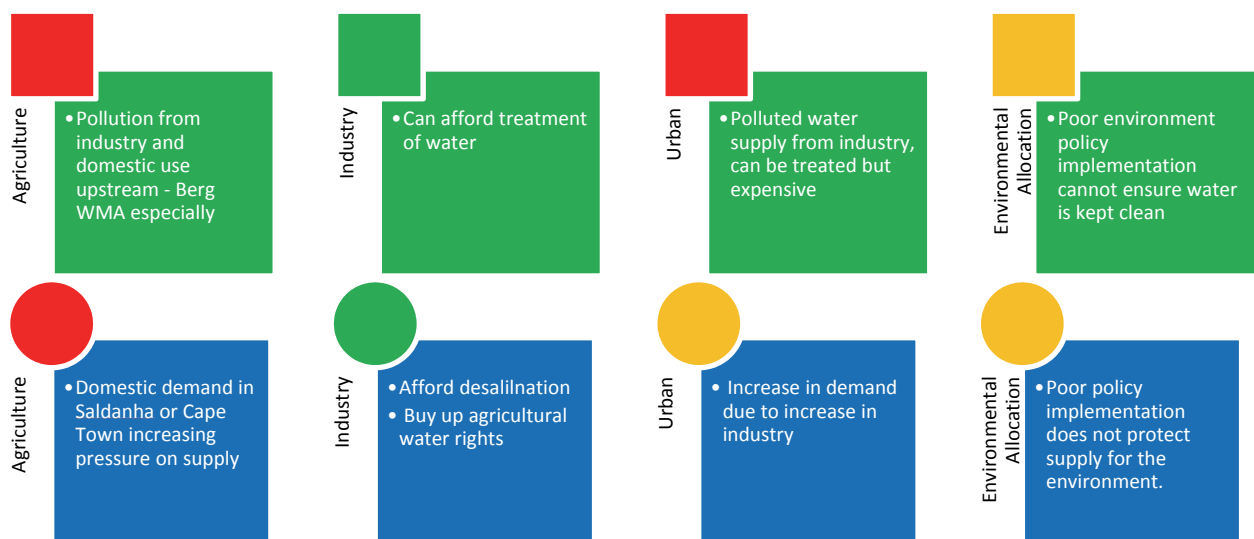 Agriculture
• Pollution from
industry and
domestic use
upstream - Berg
WMA especially
Industry
• Can afford treatment
of water
Urban
• Polluted water
supply from industry,
can be treated but
expensive
Environmental
Allocation
• Poor environment
policy
implementation
cannot ensure water
is kept clean
Agriculture
• Domestic demand in
Saldanha or Cape
Town increasing
pressure on supply
Industry
• Afford desalilnation
• Buy up agricultural
water rights
Urban
• Increase in demand
due to increase in
industry
Environmental
Allocation
• Poor policy
implementation
does not protect
supply for the
environment.